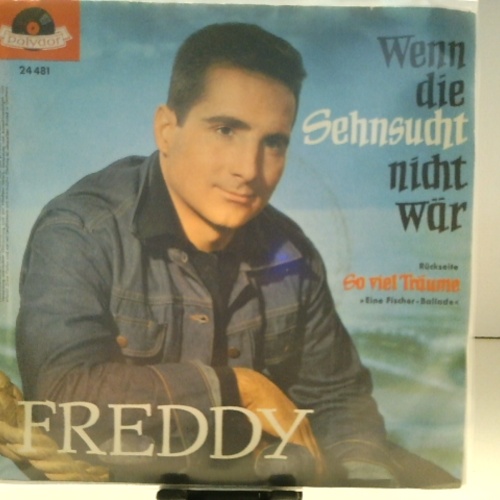 Polydor
24 481
Wenn
die
Sehnsucht
nicht
wär
Rückseite
So viel Träume
»Eine Fischer-Ballade«
FREDDY